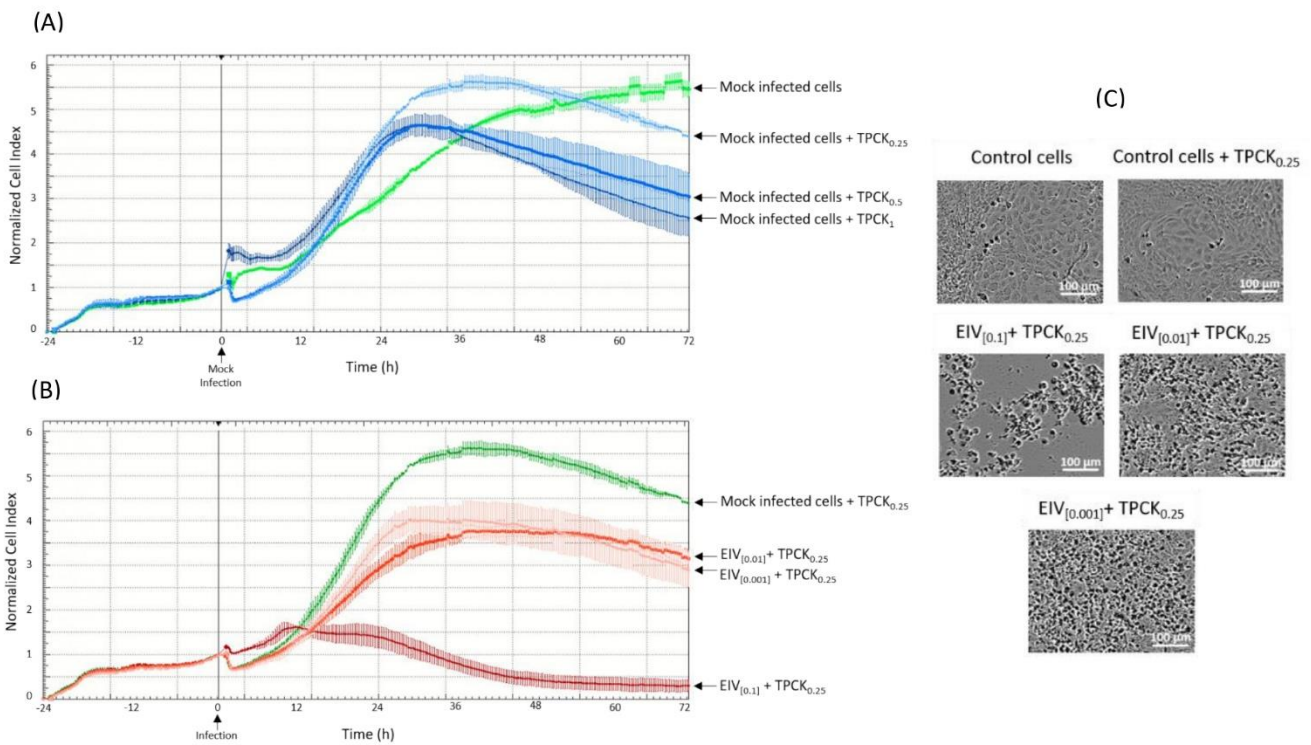 (A)
6
5
4
3
2
1
0
Normalized Cell Index
-24
-12
0
12
24
36
48
60
72
Time (h)
Mock
Infection
Mock infected cells
Mock infected cells + TPCK0.25
Mock infected cells + TPCK0.5
Mock infected cells + TPCK1
(B)
6
5
4
3
2
1
0
Normalized Cell Index
-24
-12
0
12
24
36
48
60
72
Time (h)
Infection
Mock infected cells + TPCK0.25
EIV[0.01]+ TPCK0.25
EIV[0.001] + TPCK0.25
EIV[0.1] + TPCK0.25
(C)
Control cells
100 µm
Control cells + TPCK0.25
100 µm
EIV[0.1]+ TPCK0.25
100 µm
EIV[0.01]+ TPCK0.25
100 µm
EIV[0.001]+ TPCK0.25
100 µm